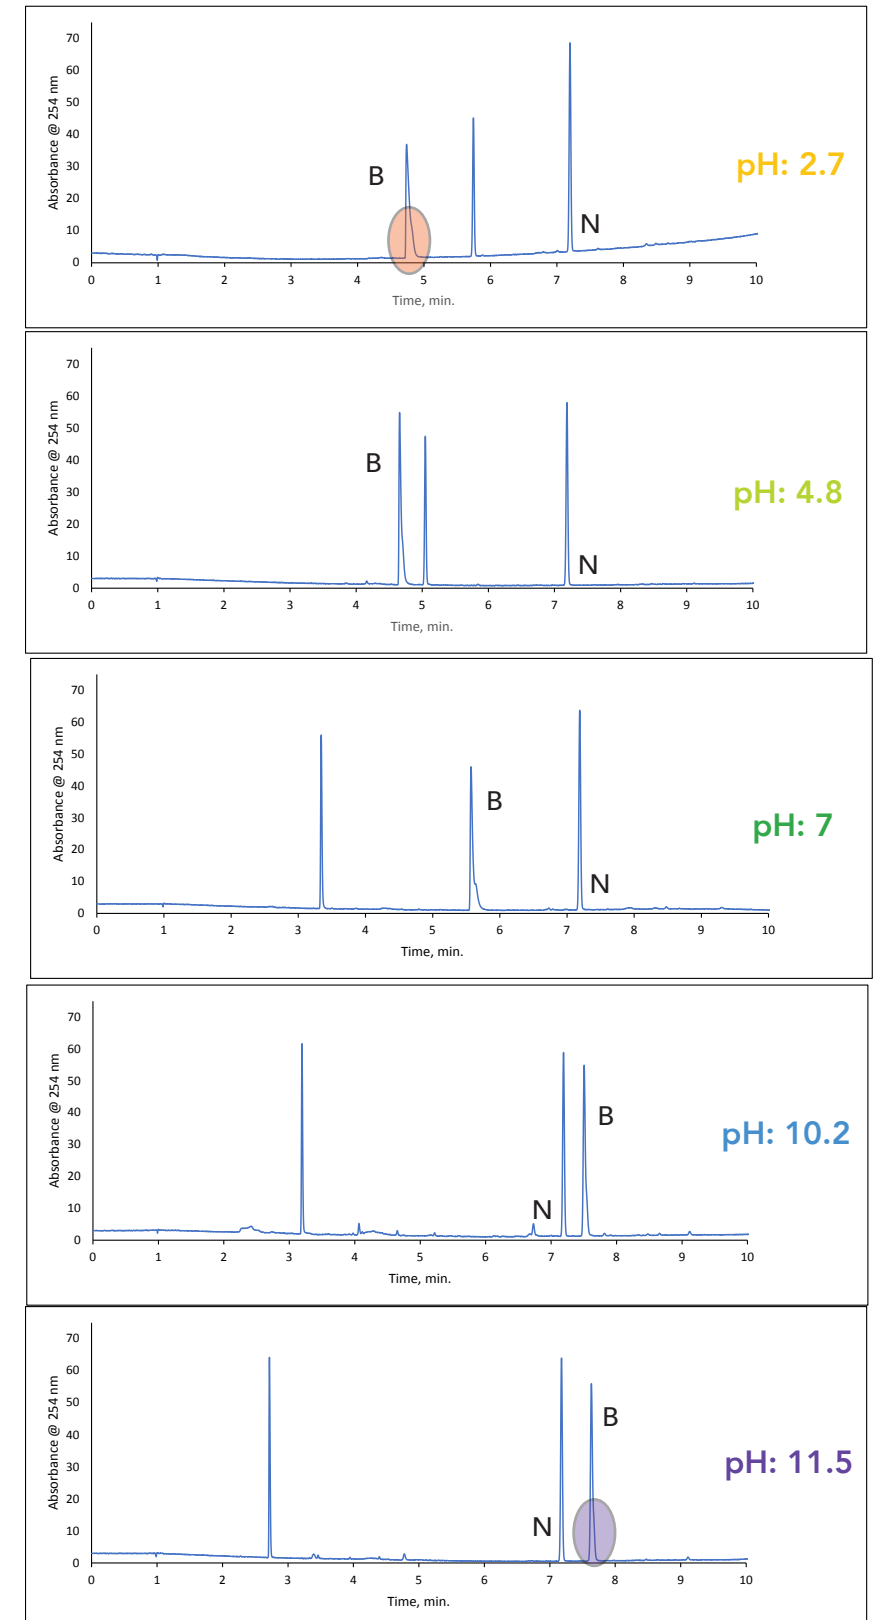 70
60
50
40
30
20
10
0
Absorbance @ 254 nm
B
N
pH: 2.7
0 1 2 3 4 5 6 7 8 9 10
Time, min.
70
60
50
40
30
20
10
0
Absorbance @ 254 nm
B
N
pH: 4.8
0 1 2 3 4 5 6 7 8 9 10
Time, min.
70
60
50
40
30
20
10
0
Absorbance @ 254 nm
B
N
pH: 7
0 1 2 3 4 5 6 7 8 9 10
Time, min.
70
60
50
40
30
20
10
0
Absorbance @ 254 nm
B
N
pH: 10.2
0 1 2 3 4 5 6 7 8 9 10
Time, min.
70
60
50
40
30
20
10
0
Absorbance @ 254 nm
B
N
pH: 11.5
0 1 2 3 4 5 6 7 8 9 10
Time, min.